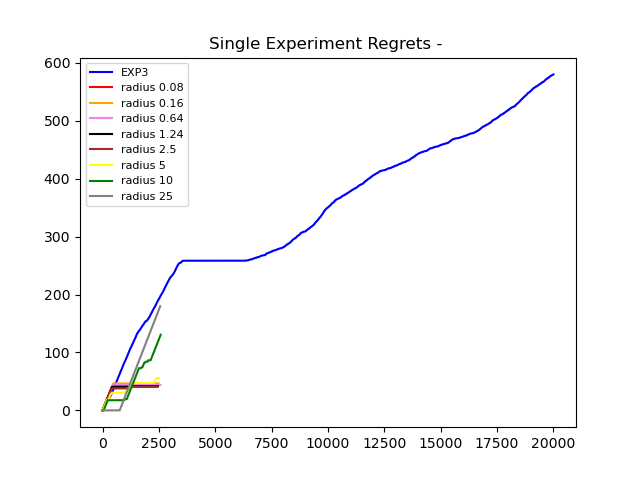 Single Experiment Regrets -
600
500
400
300
200
100
0
EXP3
radius 0.08
radius 0.16
radius 0.64
radius 1.24
radius 2.5
radius 5
radius 10
radius 25
0 2500 5000 7500 10000 12500 15000 17500 20000